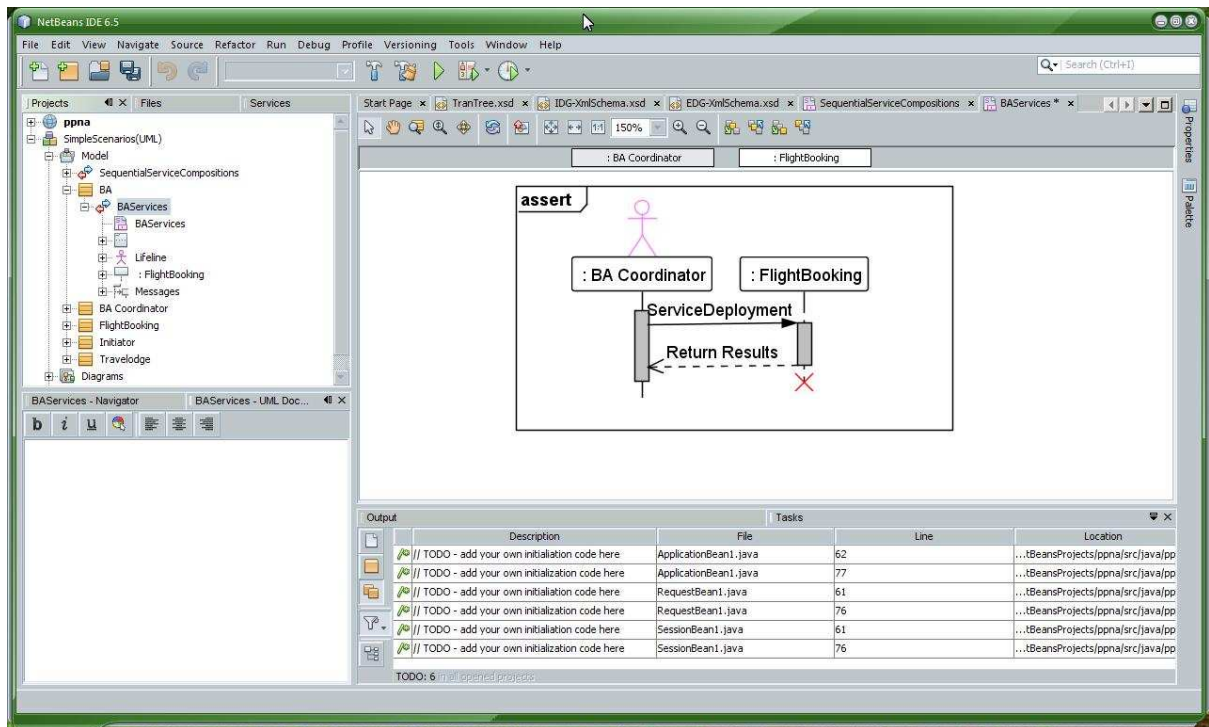 NetBeans IDE 6.5
File Edit View Navigate Source Refactor Run Debug Profile Versioning Tools Window Help
Search (Ctrl+I)
Projects Files Services
Start Page TranTree.xsd IDG-XmlSchema.xsd EDG-XmlSchema.xsd SequentialServiceCompositions BAServices *
150%
ppna
SimpleScenarios(UML)
Model
SequentialServiceCompositions
BA
BAServices
BAServices
Lifeline
: FlightBooking
Messages
BA Coordinator
FlightBooking
Initiator
Travelodge
Diagrams
: BA Coordinator : FlightBooking
assert
: BA Coordinator : FlightBooking
ServiceDeployment
Return Results
Properties
Palette
BAServices - Navigator BAServices - UML Doc...
b i u
Output Tasks
Description File Line Location
// TODO - add your own initialiation code here ApplicationBean1.java 62 ...tBeansProjects/ppna/src/java/pp
// TODO - add your own initialization code here ApplicationBean1.java 77 ...tBeansProjects/ppna/src/java/pp
// TODO - add your own initialiation code here RequestBean1.java 61 ...tBeansProjects/ppna/src/java/pp
// TODO - add your own initialization code here RequestBean1.java 76 ...tBeansProjects/ppna/src/java/pp
// TODO - add your own initialiation code here SessionBean1.java 61 ...tBeansProjects/ppna/src/java/pp
// TODO - add your own initialization code here SessionBean1.java 76 ...tBeansProjects/ppna/src/java/pp
TODO: 6 in all opened projects